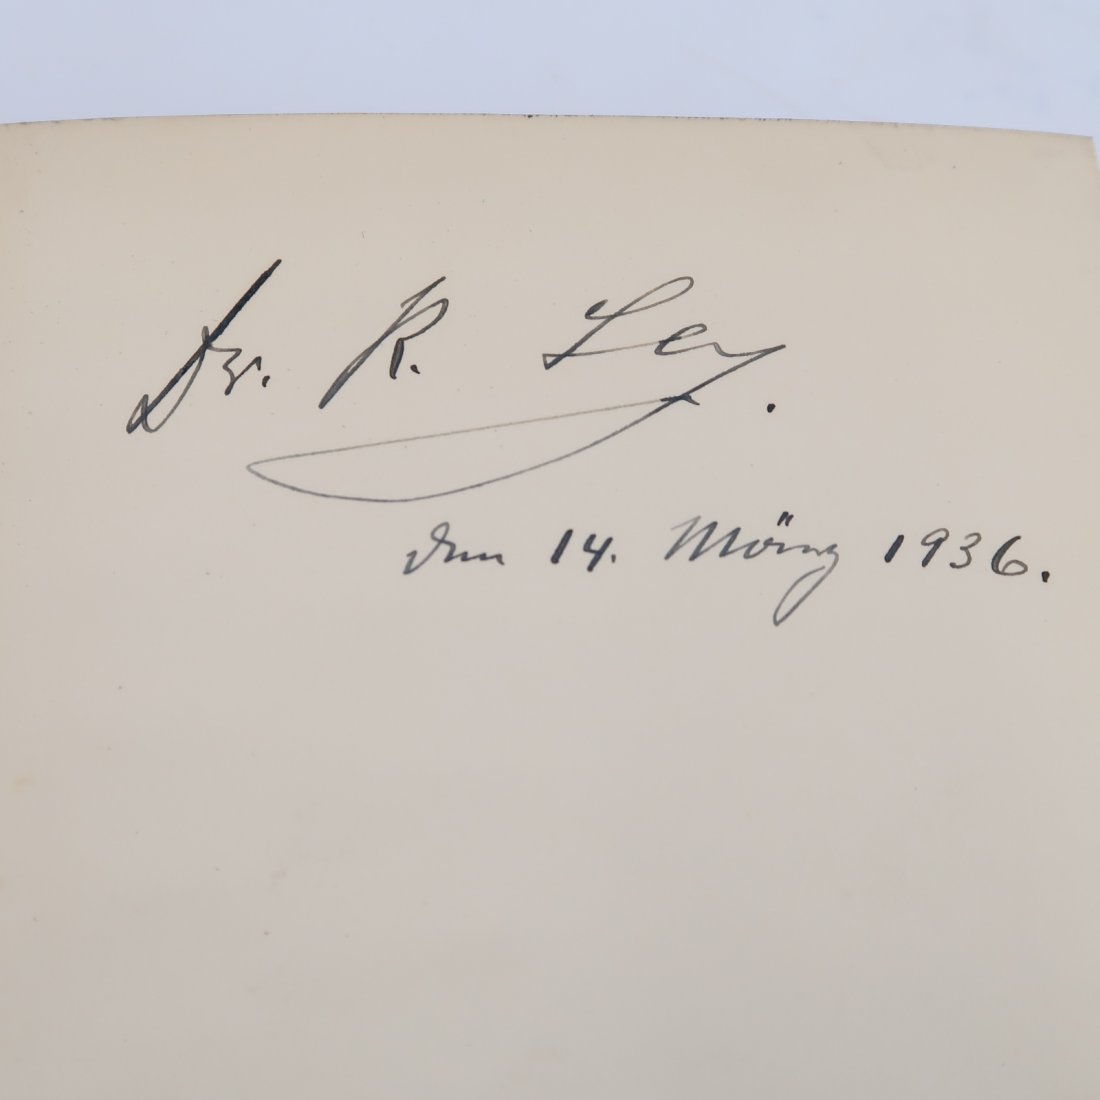 Dr. R. Ley.
den 14. März 1936.